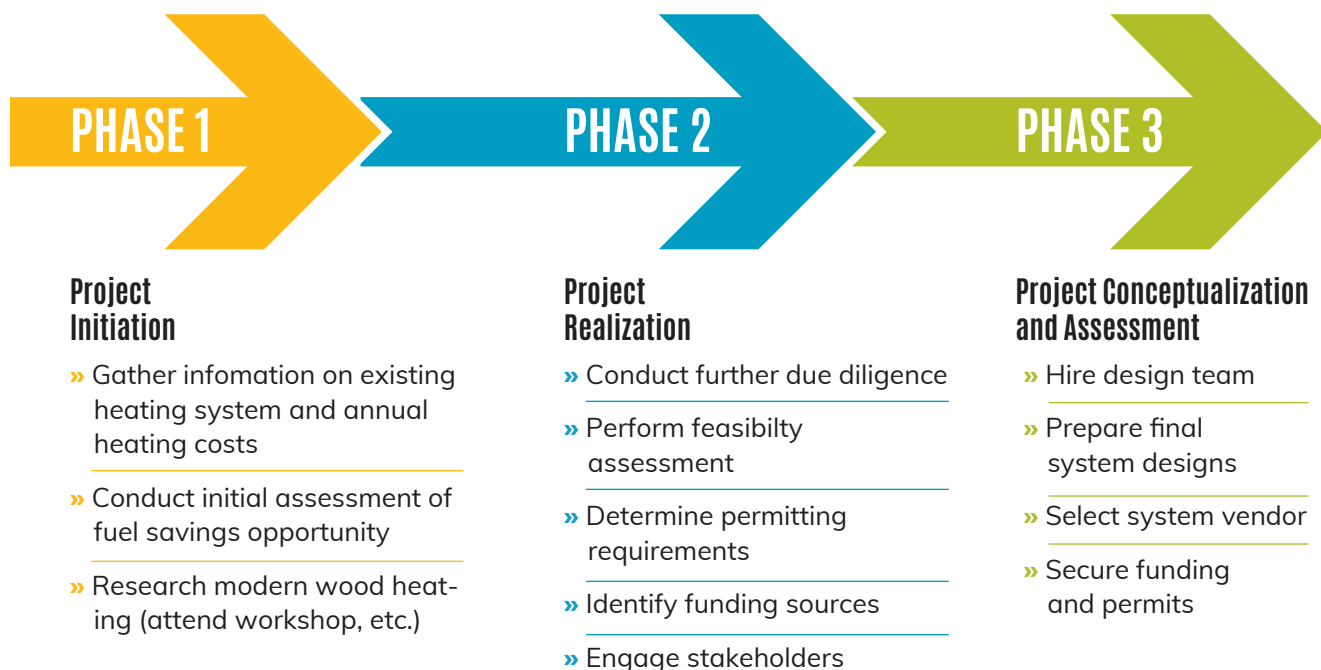 PHASE 1
PHASE 2
PHASE 3
Project
Initiation
» Gather infomation on existing
heating system and annual
heating costs
» Conduct initial assessment of
fuel savings opportunity
» Research modern wood heat-
ing (attend workshop, etc.)
Project
Realization
» Conduct further due diligence
» Perform feasibilty
assessment
» Determine permitting
requirements
» Identify funding sources
» Engage stakeholders
Project Conceptualization
and Assessment
» Hire design team
» Prepare final
system designs
» Select system vendor
» Secure funding
and permits